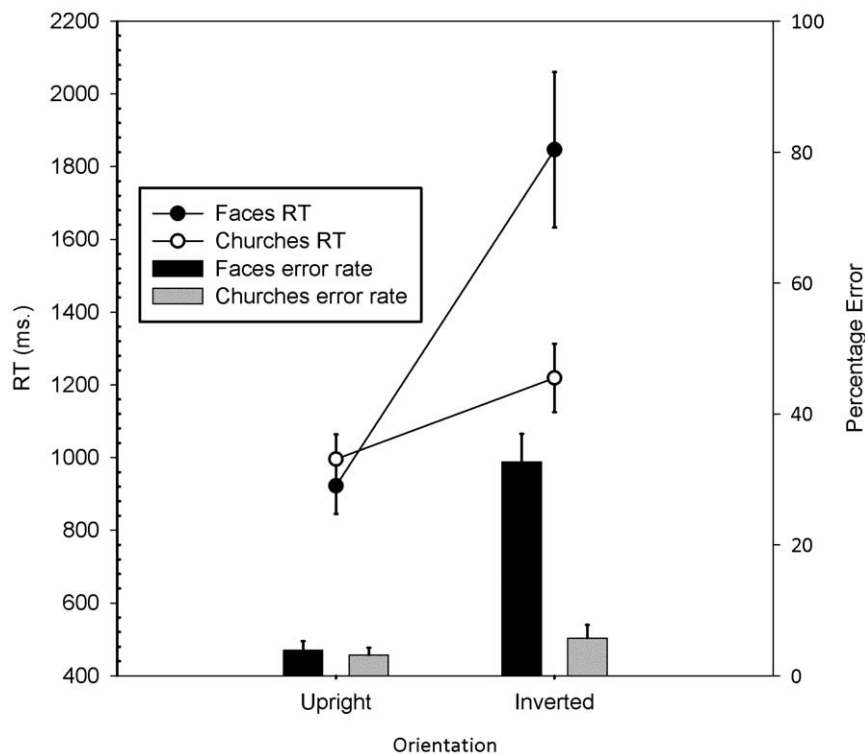 2200
2000
1800
1600
1400
1200
1000
800
600
400
RT (ms.)
Faces RT
Churches RT
Faces error rate
Churches error rate
100
80
60
40
20
0
Percentage Error
Upright Inverted
Orientation